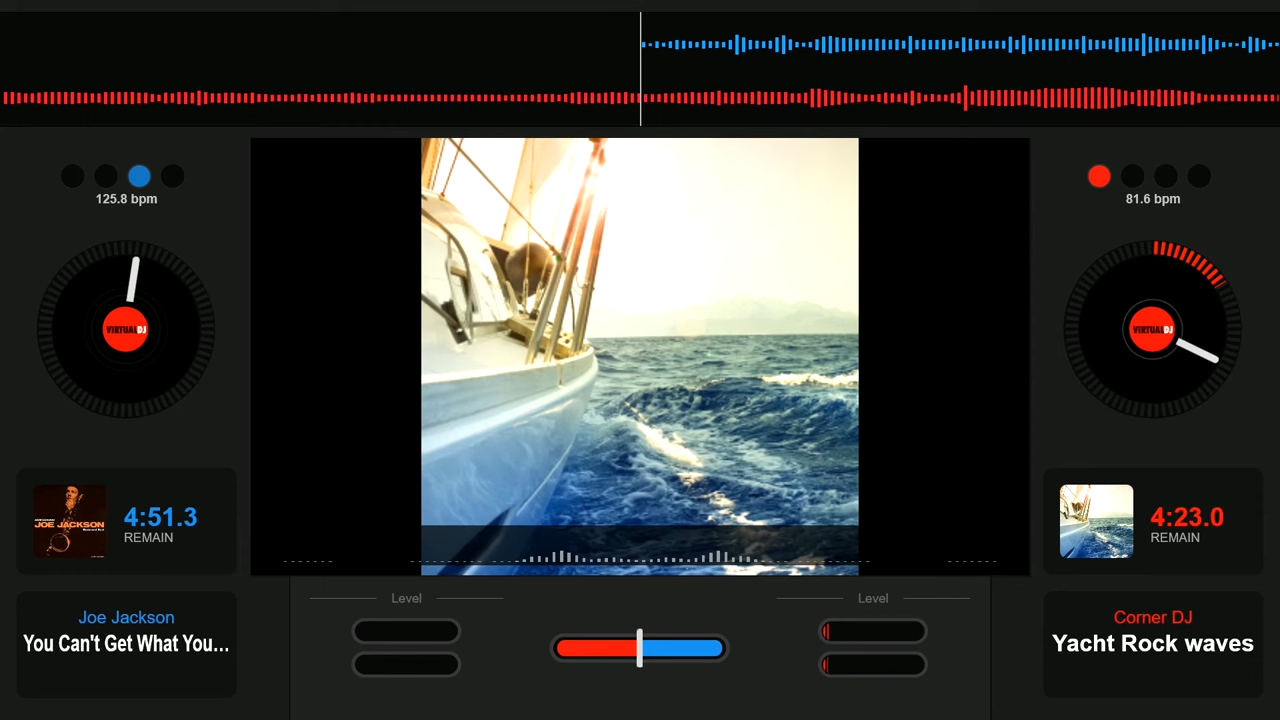 125.8 bpm
81.6 bpm
VIRTUALDJ
VIRTUALDJ
JOE JACKSON
4:51.3
REMAIN
4:23.0
REMAIN
Joe Jackson
You Can't Get What You...
Level
Level
Corner DJ
Yacht Rock waves